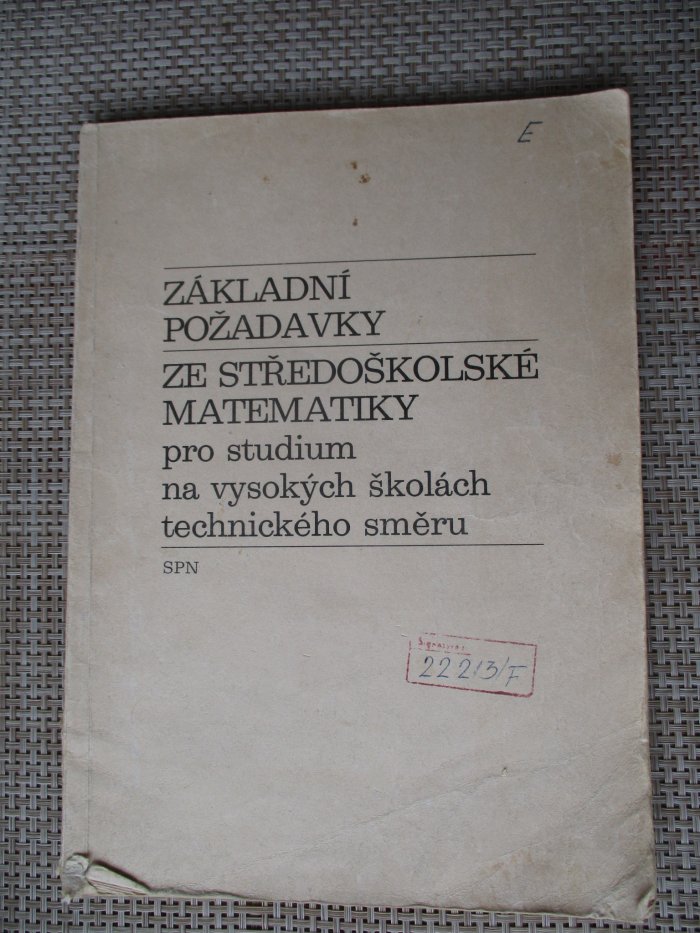 E
ZÁKLADNÍ
POŽADAVKY
ZE STŘEDOŠKOLSKÉ
MATEMATIKY
pro studium
na vysokých školách
technického směru
SPN
22213/F